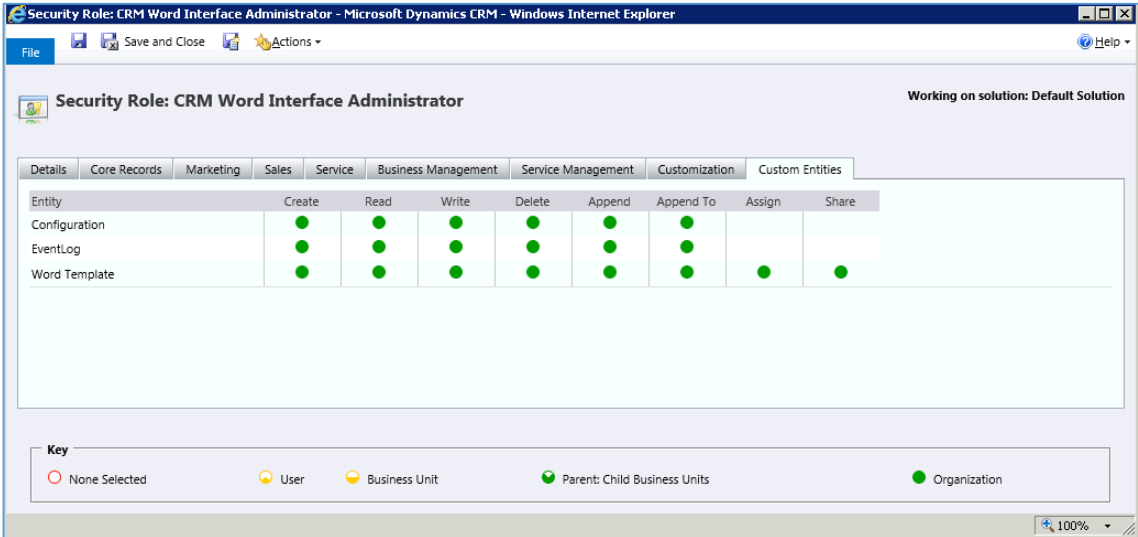 Security Role: CRM Word Interface Administrator - Microsoft Dynamics CRM - Windows Internet Explorer
File Save and Close Actions Help
Security Role: CRM Word Interface Administrator
Working on solution: Default Solution
Details Core Records Marketing Sales Service Business Management Service Management Customization Custom Entities
Entity Create Read Write Delete Append Append To Assign Share
Configuration
EventLog
Word Template
Key
None Selected User Business Unit Parent: Child Business Units Organization
100%